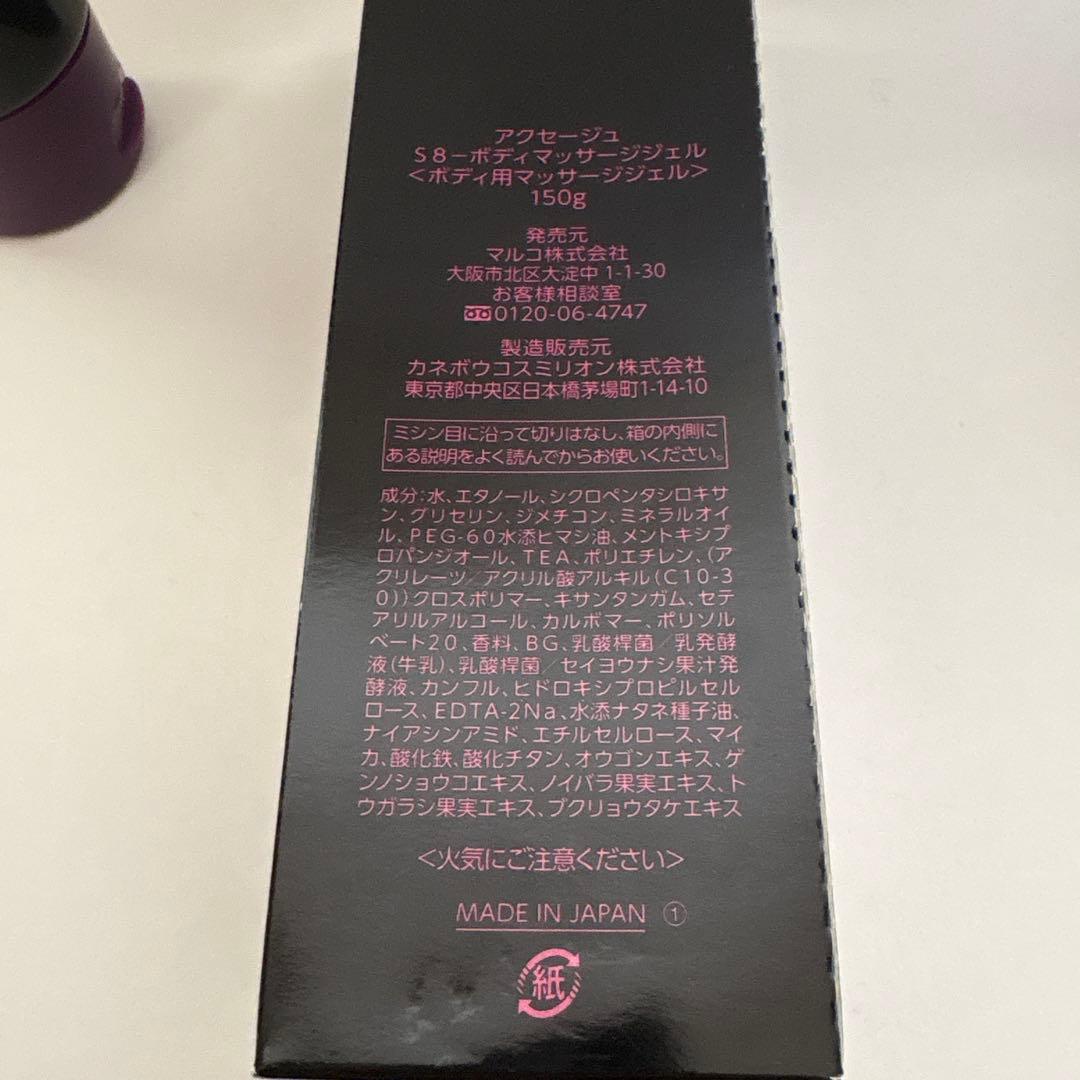 アクセージュ
S8-ボディマッサージジェル
<ボディ用マッサージジェル>
150g
発売元
マルコ株式会社
大阪市北区大淀中1-1-30
お客様相談室
0120-06-4747
製造販売元
カネボウコスミリオン株式会社
東京都中央区日本橋茅場町1-14-10
ミシン目に沿って切りはなし、箱の内側に
ある説明をよく読んでからお使いください。
成分:水、エタノール、シクロペンタシロキサ
ン、グリセリン、ジメチコン、ミネラルオイ
ル、PEG-60水添ヒマシ油、メントキシプ
ロパンジオール、TEA、ポリエチレン、(ア
クリレーツ/アクリル酸アルキル(C10-3
0))クロスポリマー、キサンタンガム、セテ
アリルアルコール、カルボマー、ポリソル
ベート20、香料、BG、乳酸桿菌/乳発酵
液(牛乳)、乳酸桿菌/セイヨウナシ果汁発
酵液、カンフル、ヒドロキシプロピルセル
ロース、EDTA-2Na、水添ナタネ種子油、
ナイアシンアミド、エチルセルロース、マイ
カ、酸化鉄、酸化チタン、オウゴンエキス、ゲ
ンノショウコエキス、ノイバラ果実エキス、ト
ウガラシ果実エキス、ブクリョウタケエキス
<火気にご注意ください>
MADE IN JAPAN ①
紙